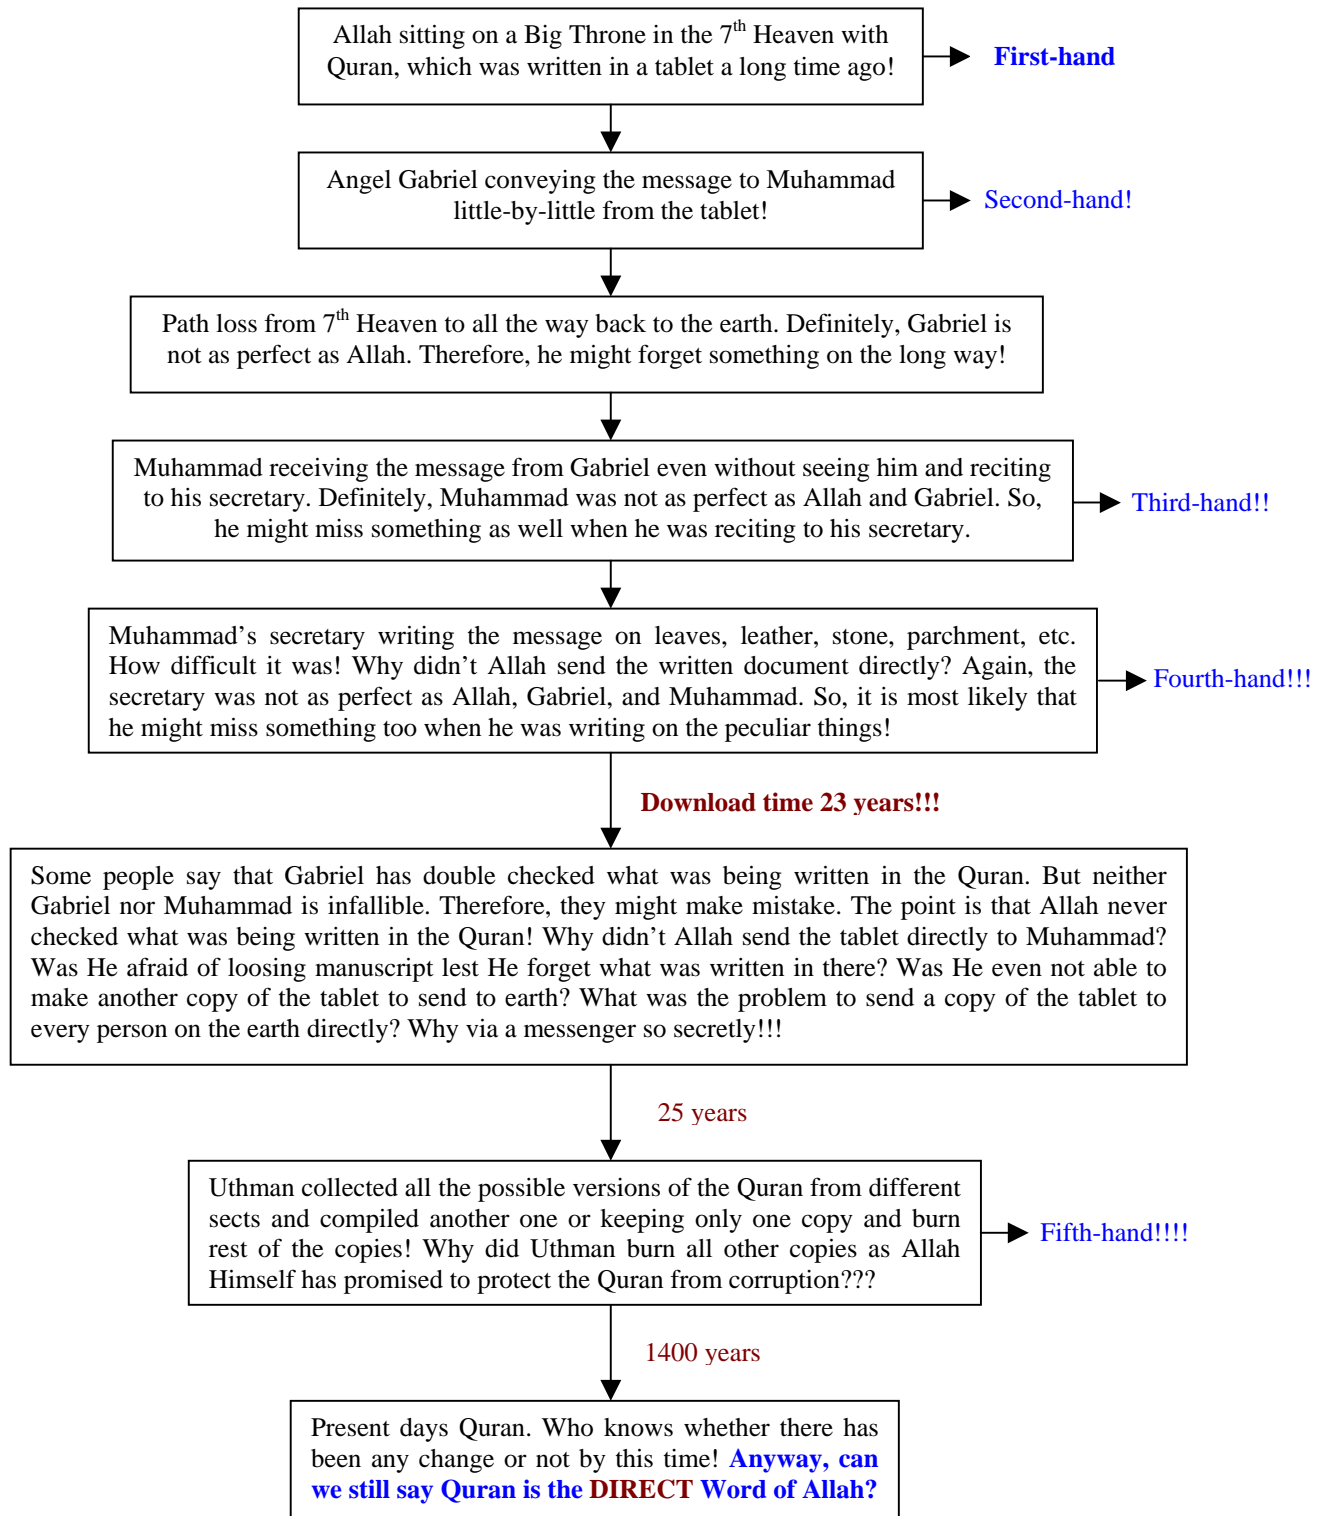 Allah sitting on a Big Throne in the 7th Heaven with
Quran, which was written in a tablet a long time ago!
First-hand
Angel Gabriel conveying the message to Muhammad
little-by-little from the tablet!
Second-hand!
Path loss from 7th Heaven to all the way back to the earth. Definitely, Gabriel is
not as perfect as Allah. Therefore, he might forget something on the long way!
Muhammad receiving the message from Gabriel even without seeing him and reciting
to his secretary. Definitely, Muhammad was not as perfect as Allah and Gabriel. So,
he might miss something as well when he was reciting to his secretary.
Third-hand!!
Muhammad’s secretary writing the message on leaves, leather, stone, parchment, etc.
How difficult it was! Why didn’t Allah send the written document directly? Again, the
secretary was not as perfect as Allah, Gabriel, and Muhammad. So, it is most likely that
he might miss something too when he was writing on the peculiar things!
Fourth-hand!!!
Download time 23 years!!!
Some people say that Gabriel has double checked what was being written in the Quran. But neither
Gabriel nor Muhammad is infallible. Therefore, they might make mistake. The point is that Allah never
checked what was being written in the Quran! Why didn’t Allah send the tablet directly to Muhammad?
Was He afraid of loosing manuscript lest He forget what was written in there? Was He even not able to
make another copy of the tablet to send to earth? What was the problem to send a copy of the tablet to
every person on the earth directly? Why via a messenger so secretly!!!
25 years
Uthman collected all the possible versions of the Quran from different
sects and compiled another one or keeping only one copy and burn
rest of the copies! Why did Uthman burn all other copies as Allah
Himself has promised to protect the Quran from corruption???
Fifth-hand!!!!
1400 years
Present days Quran. Who knows whether there has
been any change or not by this time! Anyway, can
we still say Quran is the DIRECT Word of Allah?